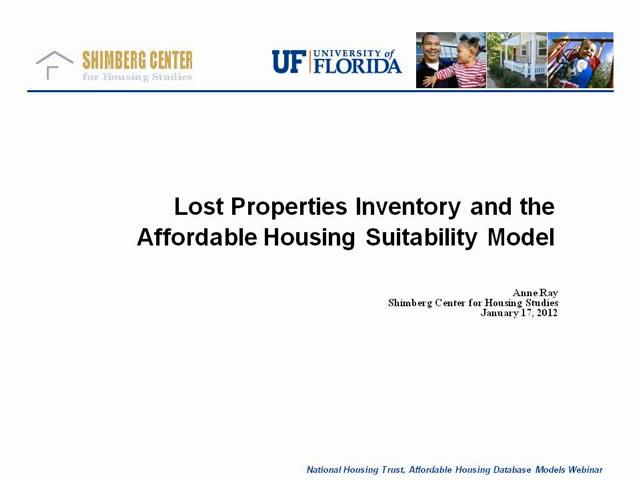 SHIMBERG CENTER
for Housing Studies
UF UNIVERSITY of
FLORIDA
Lost Properties Inventory and the
Affordable Housing Suitability Model
Anne Ray
Shimberg Center for Housing Studies
January 17, 2012
National Housing Trust, Affordable Housing Database Models Webinar